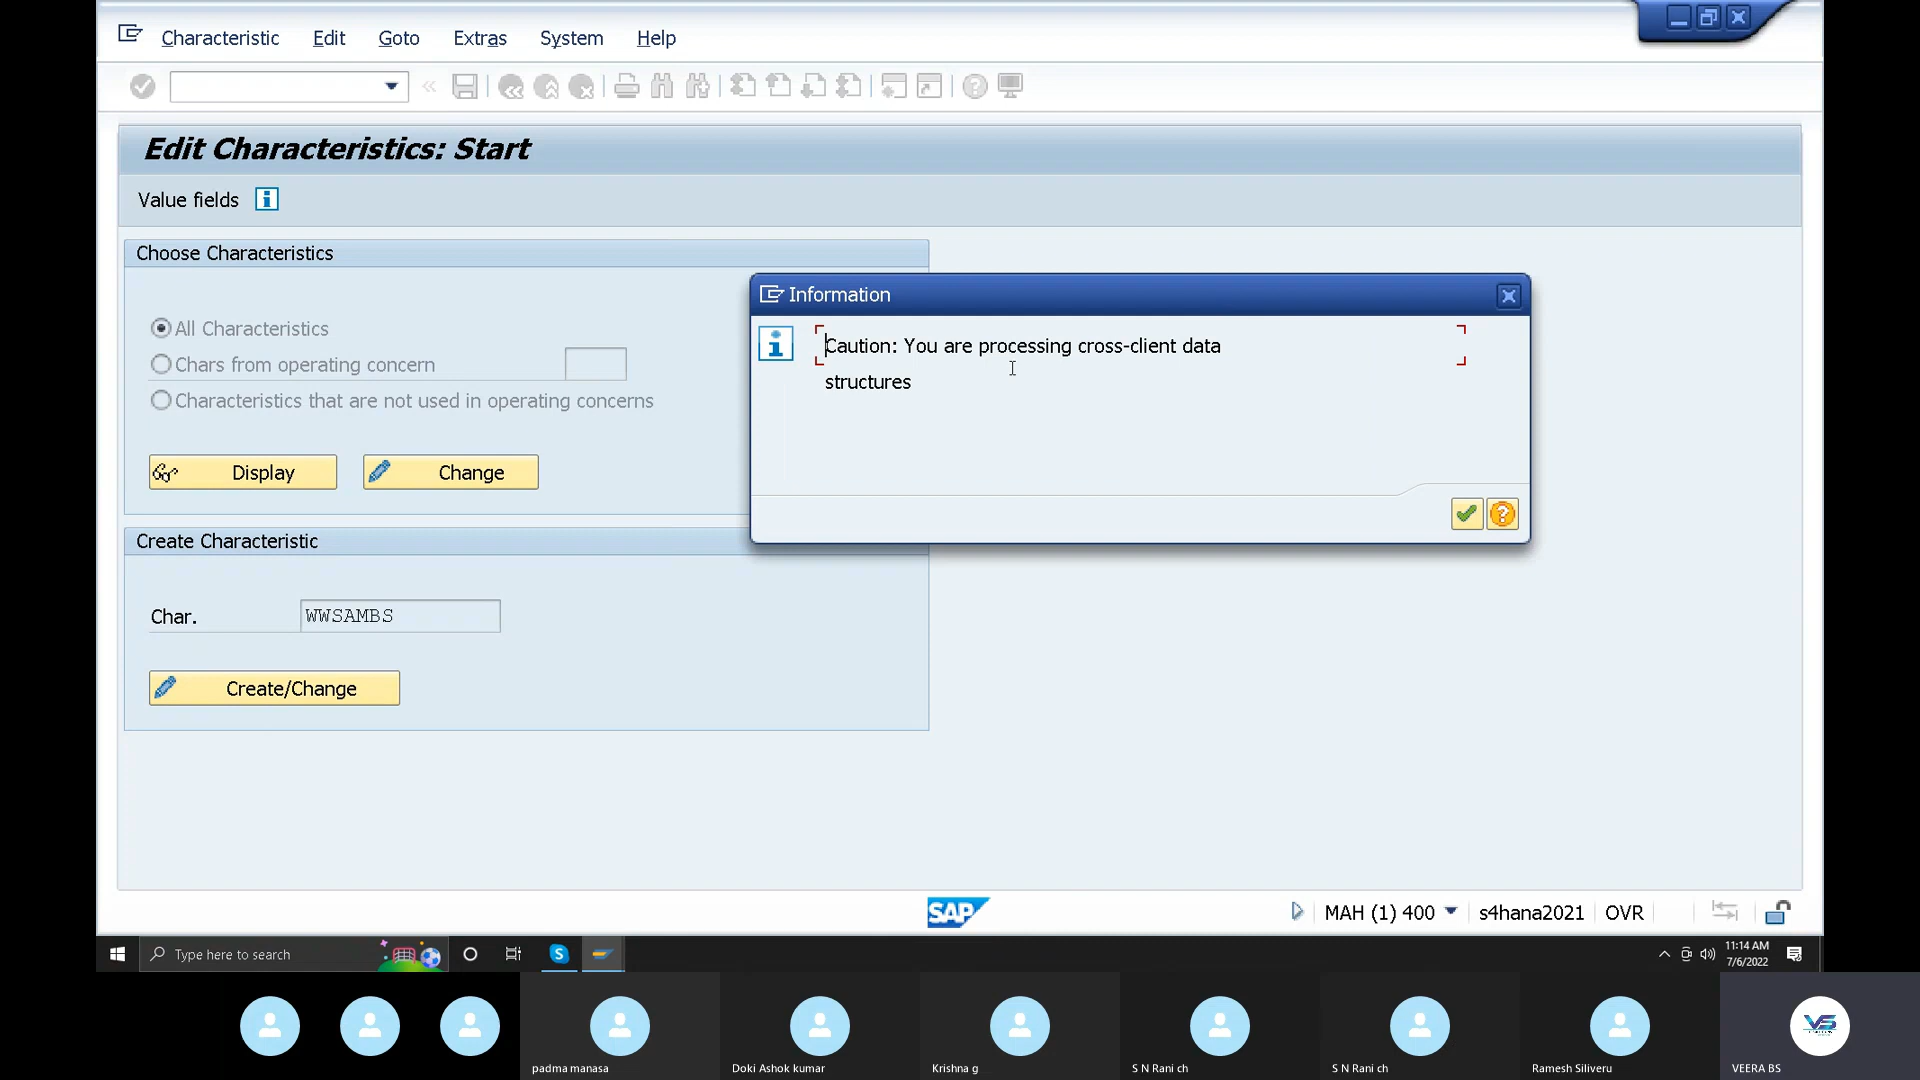 Characteristic Edit Goto Extras System Help
Edit Characteristics: Start
Value fields
Choose Characteristics
All Characteristics
Chars from operating concern
Characteristics that are not used in operating concerns
Display Change
Create Characteristic
Char. WWSAMBS
Create/Change
Information
Caution: You are processing cross-client data
structures
SAP MAH (1) 400 s4hana2021 OVR
Type here to search
11:14 AM
7/6/2022
padma manasa Doki Ashok kumar Krishna g S N Rani ch S N Rani ch Ramesh Siliveru VEERA BS